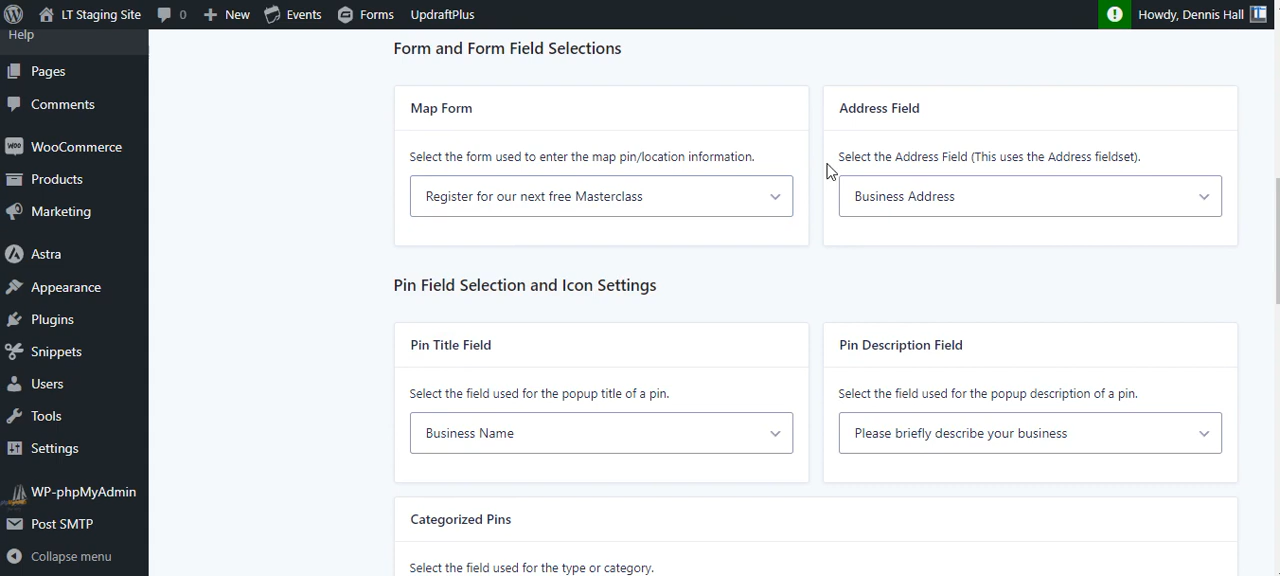 LT Staging Site 0 New Events Forms UpdraftPlus Howdy, Dennis Hall
Help
Pages
Comments
WooCommerce
Products
Marketing
Astra
Appearance
Plugins
Snippets
Users
Tools
Settings
WP-phpMyAdmin
Post SMTP
Collapse menu
Form and Form Field Selections
Map Form
Select the form used to enter the map pin/location information.
Register for our next free Masterclass
Address Field
Select the Address Field (This uses the Address fieldset).
Business Address
Pin Field Selection and Icon Settings
Pin Title Field
Select the field used for the popup title of a pin.
Business Name
Pin Description Field
Select the field used for the popup description of a pin.
Please briefly describe your business
Categorized Pins
Select the field used for the type or category.